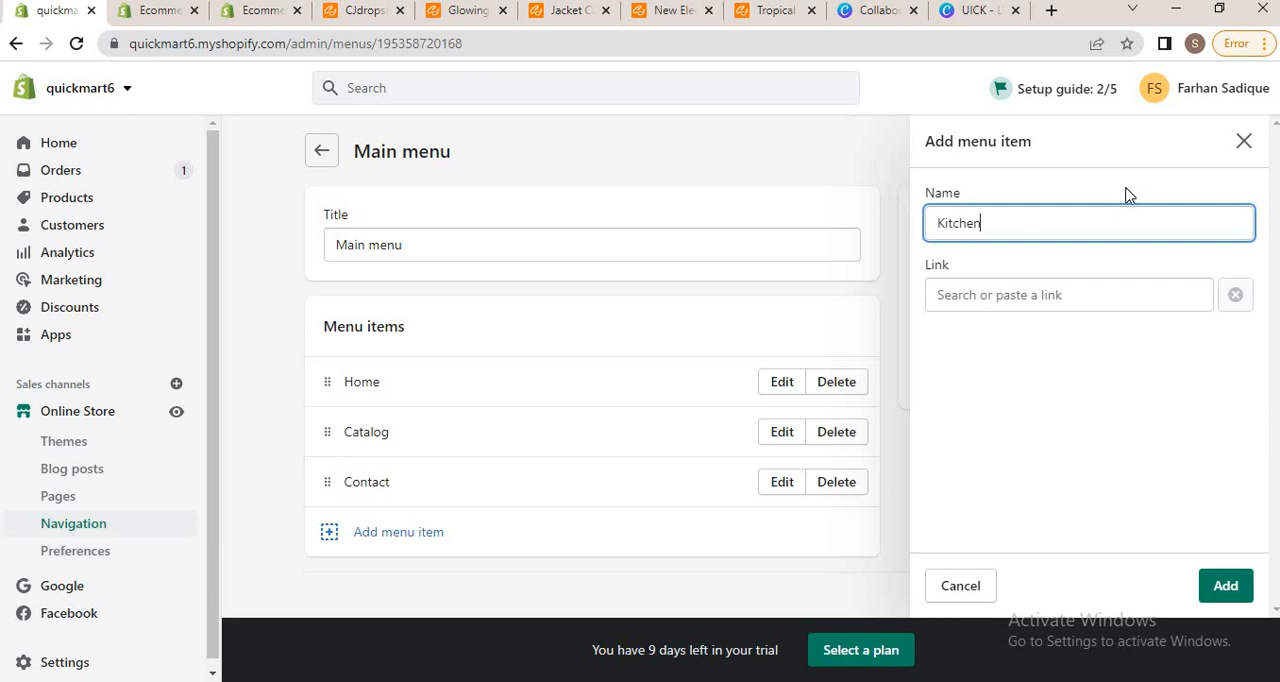 quickma
Ecomme
Ecomme
CJdrops
Glowing
Jacket C
New Ele
Tropical
Collabo
UICK - L
quickmart6.myshopify.com/admin/menus/195358720168
S
Error
quickmart6
Search
Setup guide: 2/5
FS
Farhan Sadique
Home
Orders
1
Products
Customers
Analytics
Marketing
Discounts
Apps
Sales channels
Online Store
Themes
Blog posts
Pages
Navigation
Preferences
Google
Facebook
Settings
Main menu
Title
Main menu
Menu items
Home
Edit
Delete
Catalog
Edit
Delete
Contact
Edit
Delete
Add menu item
Add menu item
Name
Kitchen
Link
Search or paste a link
Cancel
Add
Activate Windows
Go to Settings to activate Windows.
You have 9 days left in your trial
Select a plan